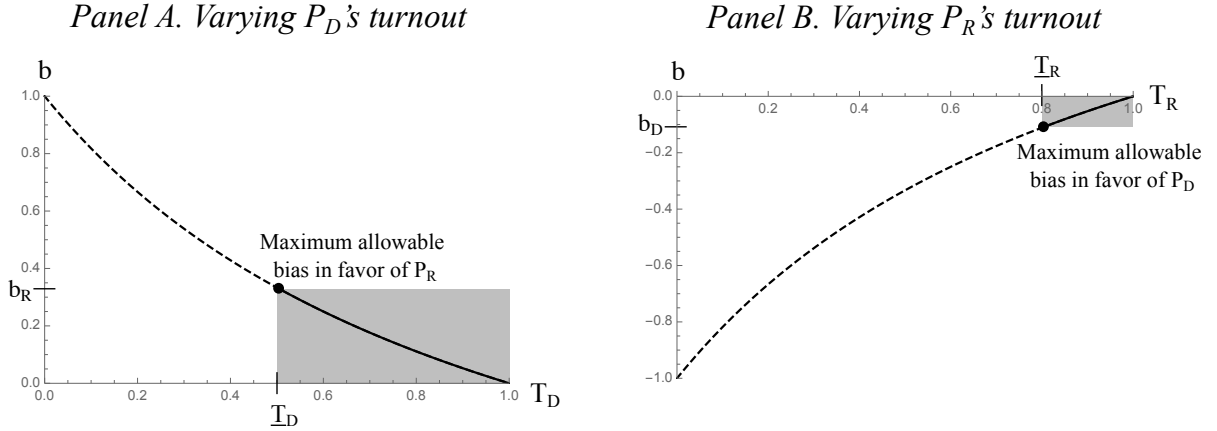 Panel A. Varying P_D's turnout
b
1.0
0.8
0.6
0.4
b_R
0.2
0.0
0.0
0.2
0.4
0.6
0.8
1.0
T_D
T_D
Maximum allowable
bias in favor of P_R
Panel B. Varying P_R's turnout
b
T_R
0.0
0.2
0.4
0.6
0.8
1.0
T_R
b_D
−0.2
−0.4
−0.6
−0.8
−1.0
Maximum allowable
bias in favor of P_D